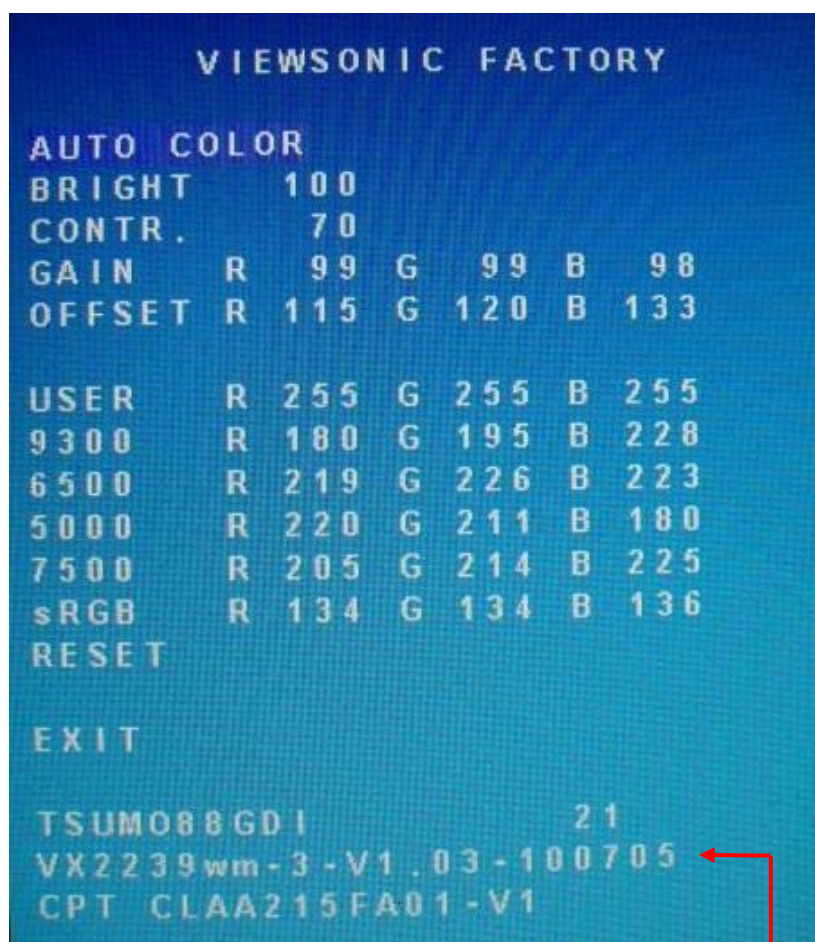 VIEWSONIC FACTORY
AUTO COLOR
BRIGHT 100
CONTR. 70
GAIN R 99 G 99 B 98
OFFSET R 115 G 120 B 133
USER R 255 G 255 B 255
9300 R 180 G 195 B 228
6500 R 219 G 226 B 223
5000 R 220 G 211 B 180
7500 R 205 G 214 B 225
sRGB R 134 G 134 B 136
RESET
EXIT
TSUMO88GDI 21
VX2239wm-3-V1.03-100705
CPT CLAA215FA01-V1